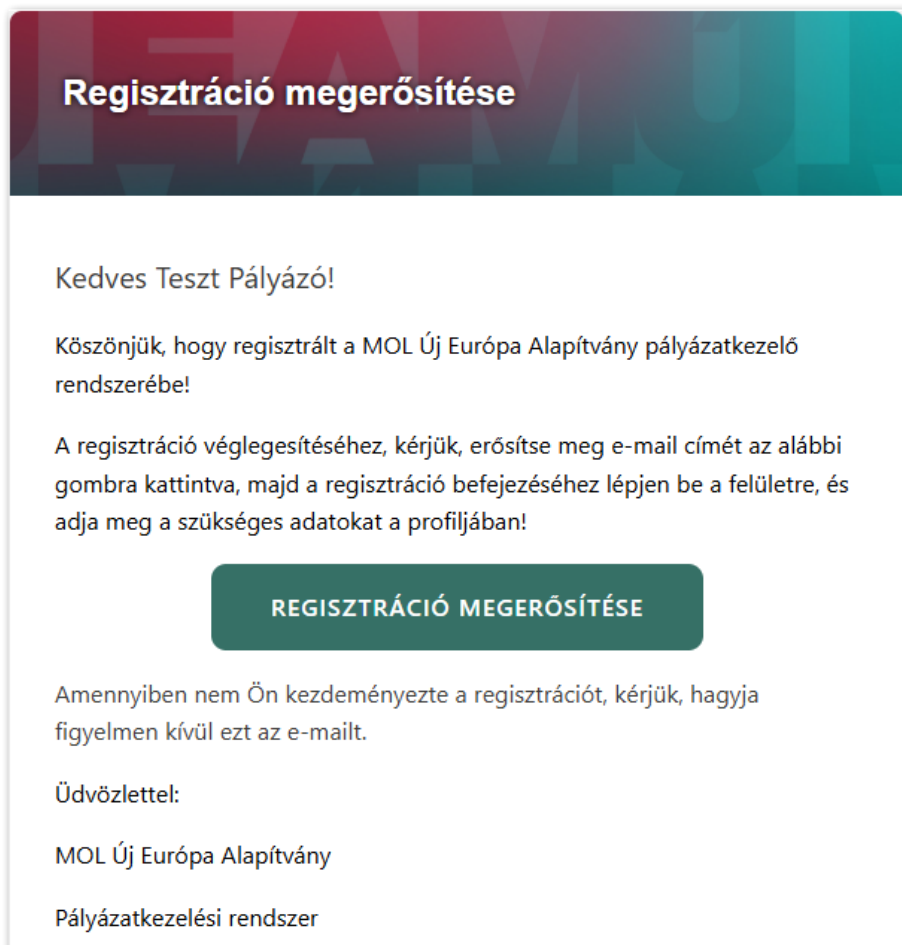 Regisztráció megerősítése
Kedves Teszt Pályázó!
Köszönjük, hogy regisztrált a MOL Új Európa Alapítvány pályázatkezelő
rendszerébe!
A regisztráció véglegesítéséhez, kérjük, erősítse meg e-mail címét az alábbi
gombra kattintva, majd a regisztráció befejezéséhez lépjen be a felületre, és
adja meg a szükséges adatokat a profiljában!
REGISZTRÁCIÓ MEGERŐSÍTÉSE
Amennyiben nem Ön kezdeményezte a regisztrációt, kérjük, hagyja
figyelmen kívül ezt az e-mailt.
Üdvözlettel:
MOL Új Európa Alapítvány
Pályázatkezelési rendszer